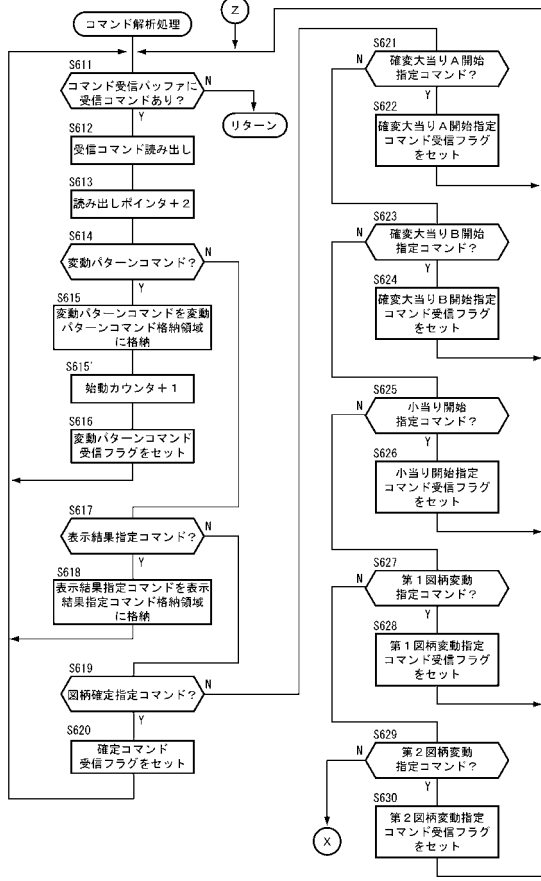 コマンド解析処理
Z
S611
コマンド受信バッファに
受信コマンドあり？
N
Y
リターン
S612
受信コマンド読み出し
S613
読み出しポインタ＋２
S614
変動パターンコマンド？
N
Y
S615
変動パターンコマンドを変動
パターンコマンド格納領域
に格納
S615'
始動カウンタ＋１
S616
変動パターンコマンド
受信フラグをセット
S617
表示結果指定コマンド？
N
Y
S618
表示結果指定コマンドを表示
結果指定コマンド格納領域
に格納
S619
図柄確定指定コマンド？
N
Y
S620
確定コマンド
受信フラグをセット
S621
確変大当りＡ開始
指定コマンド？
N
Y
S622
確変大当りＡ開始指定
コマンド受信フラグ
をセット
S623
確変大当りＢ開始
指定コマンド？
N
Y
S624
確変大当りＢ開始指定
コマンド受信フラグ
をセット
S625
小当り開始
指定コマンド？
N
Y
S626
小当り開始指定
コマンド受信フラグ
をセット
S627
第１図柄変動
指定コマンド？
N
Y
S628
第１図柄変動指定
コマンド受信フラグ
をセット
S629
第２図柄変動
指定コマンド？
N
Y
S630
第２図柄変動指定
コマンド受信フラグ
をセット
X